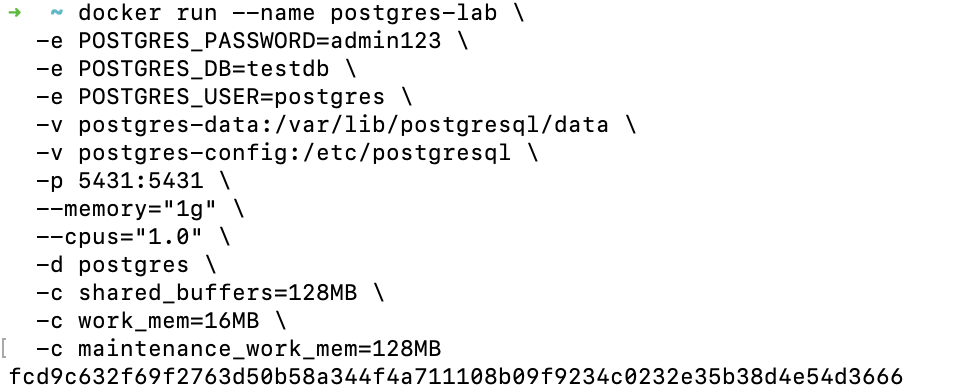 ➜  ~ docker run --name postgres-lab \
  -e POSTGRES_PASSWORD=admin123 \
  -e POSTGRES_DB=testdb \
  -e POSTGRES_USER=postgres \
  -v postgres-data:/var/lib/postgresql/data \
  -v postgres-config:/etc/postgresql \
  -p 5431:5431 \
  --memory="1g" \
  --cpus="1.0" \
  -d postgres \
  -c shared_buffers=128MB \
  -c work_mem=16MB \
[  -c maintenance_work_mem=128MB
fcd9c632f69f2763d50b58a344f4a711108b09f9234c0232e35b38d4e54d3666